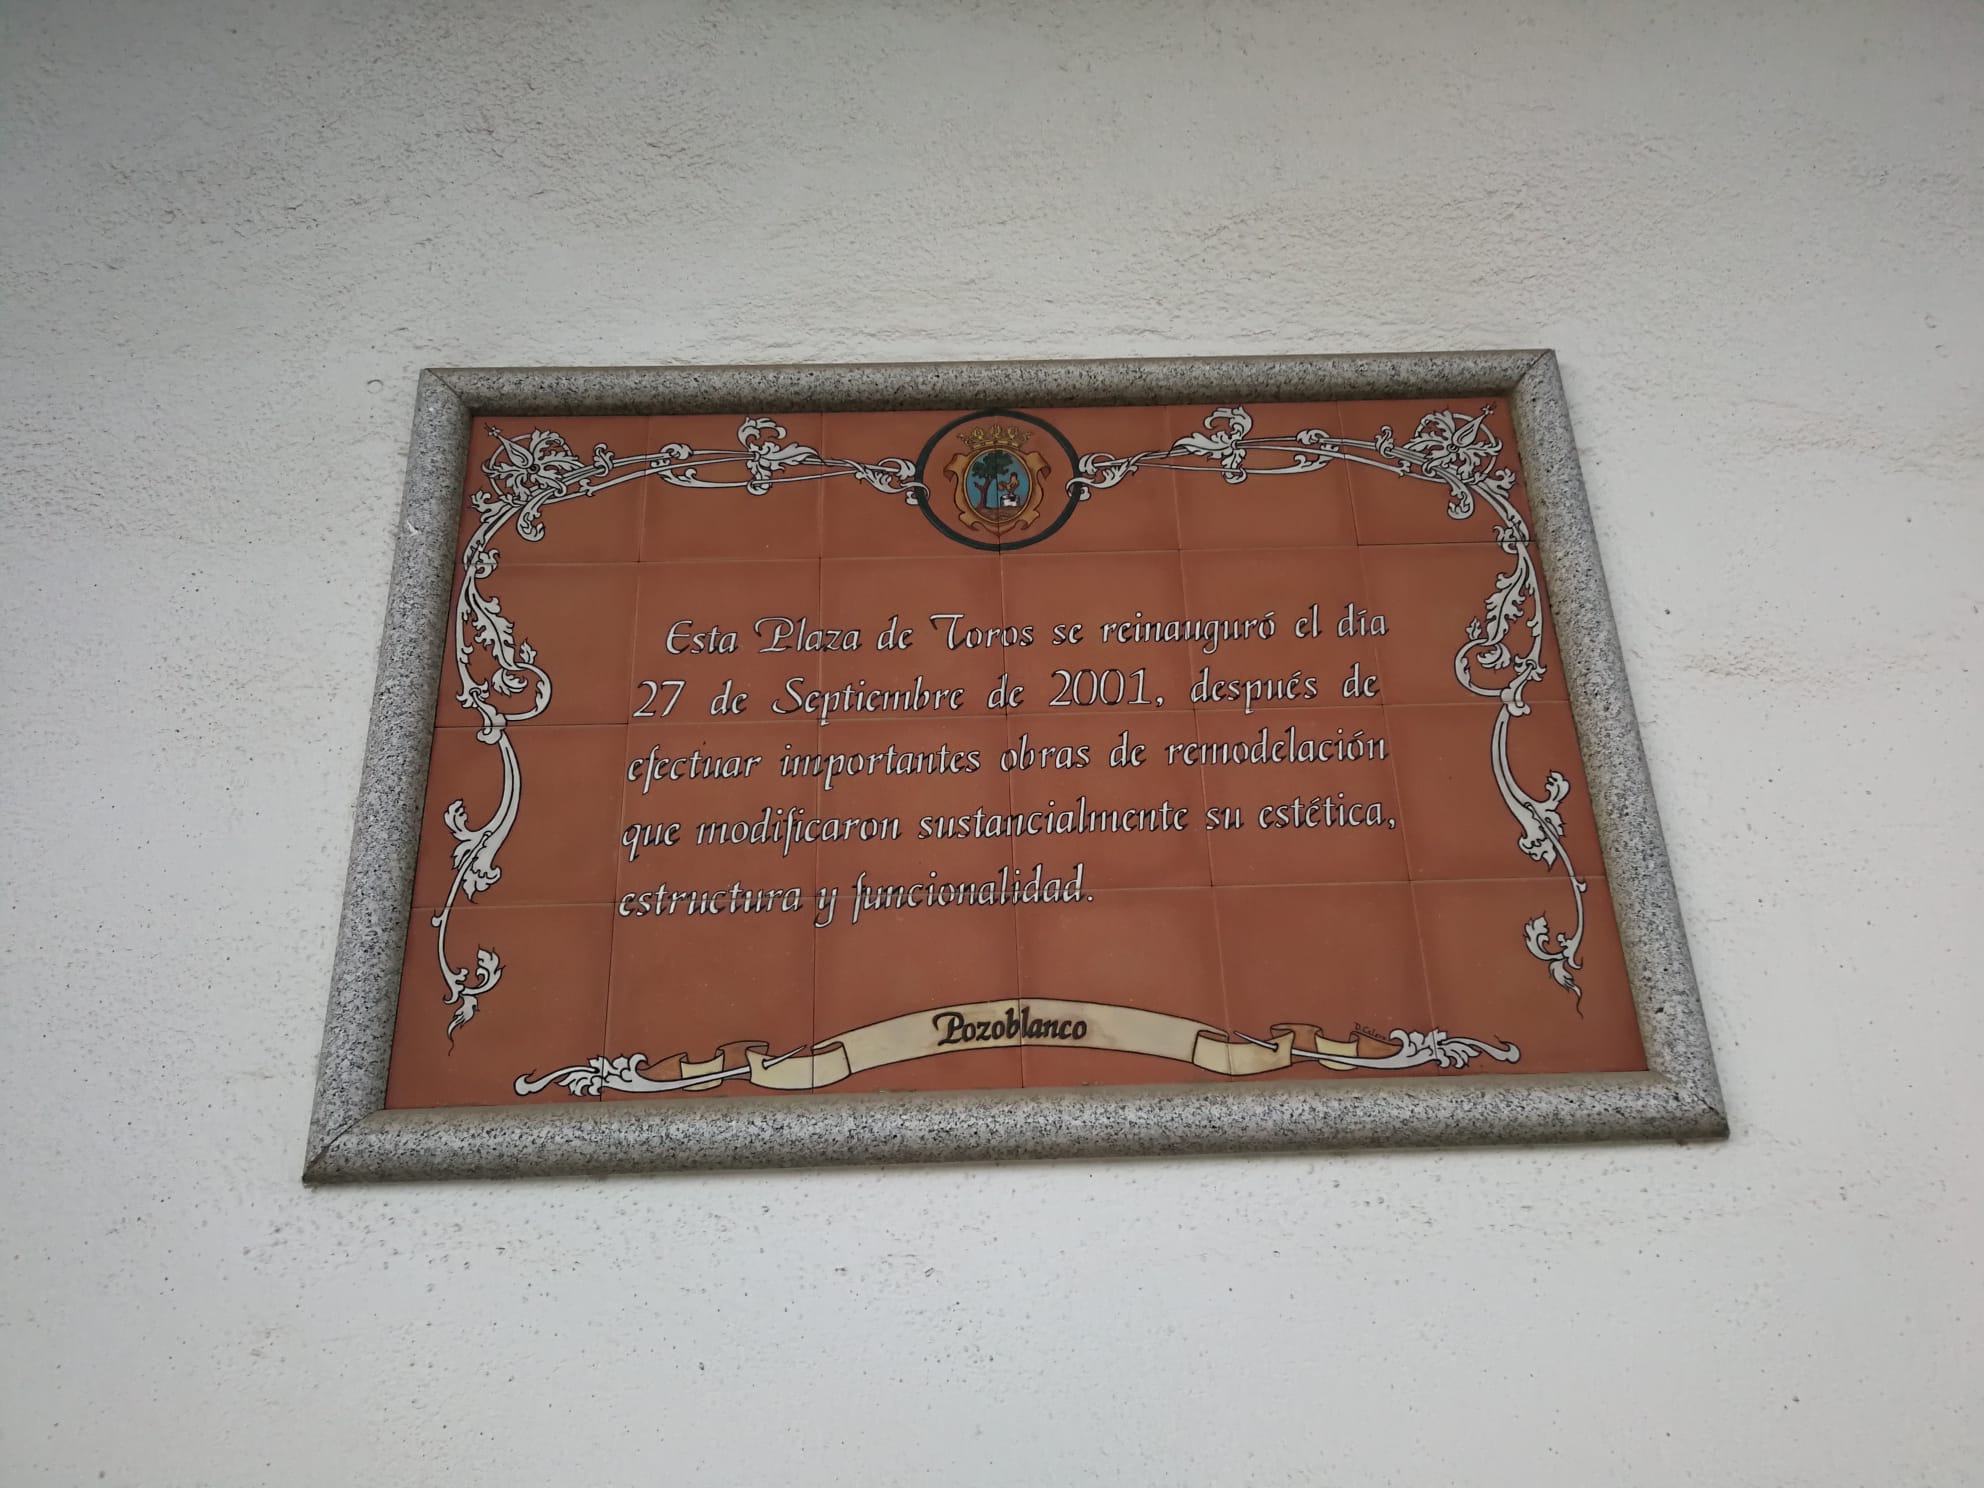 Esta Plaza de Toros se reinauguró el día
27 de Septiembre de 2001, después de
efectuar importantes obras de remodelación
que modificaron sustancialmente su estética,
estructura y funcionalidad.
Pozoblanco